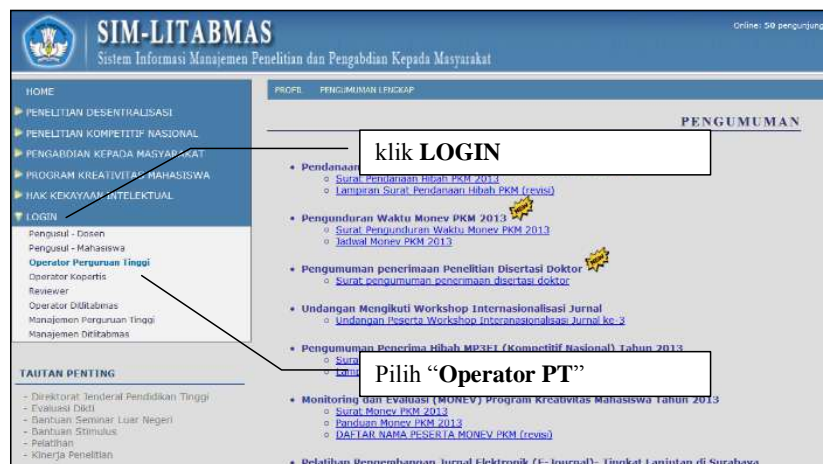 SIM-LITABMAS
Sistem Informasi Manajemen Penelitian dan Pengabdian Kepada Masyarakat
Online: 50 pengunjung
HOME
PENELITIAN DESENTRALISASI
PENELITIAN KOMPETITIF NASIONAL
PENGABDIAN KEPADA MASYARAKAT
PROGRAM KREATIVITAS MAHASISWA
HAK KEKAYAAN INTELEKTUAL
LOGIN
Pengusul - Dosen
Pengusul - Mahasiswa
Operator Perguruan Tinggi
Operator Kopertis
Reviewer
Operator Ditlitabmas
Manajemen Perguruan Tinggi
Manajemen Ditlitabmas
TAUTAN PENTING
- Direktorat Jenderal Pendidikan Tinggi
- Evaluasi Dikti
- Bantuan Seminar Luar Negeri
- Bantuan Stimulus
- Pelatihan
- Kinerja Penelitian
PROFIL PENGUMUMAN LENGKAP
PENGUMUMAN
klik LOGIN
• Pendanaan
Surat Pendanaan Hibah PKM 2013
Lampiran Surat Pendanaan Hibah PKM (revisi)
• Pengunduran Waktu Monev PKM 2013
Surat Pengunduran Waktu Monev PKM 2013
Jadwal Monev PKM 2013
• Pengumuman penerimaan Penelitian Disertasi Doktor
Surat pengumuman penerimaan disertasi doktor
• Undangan Mengikuti Workshop Internasionalisasi Jurnal
Undangan Peserta Workshop Interanasionalisasi Jurnal ke-3
• Pengumuman Penerima Hibah MP3EI (Kompetitif Nasional) Tahun 2013
Sura
Lamp
Pilih “Operator PT”
• Monitoring dan Evaluasi (MONEV) Program Kreativitas Mahasiswa Tahun 2013
Surat Monev PKM 2013
Panduan Monev PKM 2013
DAFTAR NAMA PESERTA MONEV PKM (revisi)
• Pelatihan Pengembangan Jurnal Elektronik (E-Journal)- Tingkat Lanjutan di Surabaya